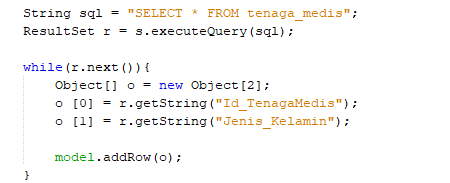 String sql = "SELECT * FROM tenaga_medis";
ResultSet r = s.executeQuery(sql);
while(r.next()){
Object[] o = new Object[2];
o [0] = r.getString("Id_TenagaMedis");
o [1] = r.getString("Jenis_Kelamin");
model.addRow(o);
}